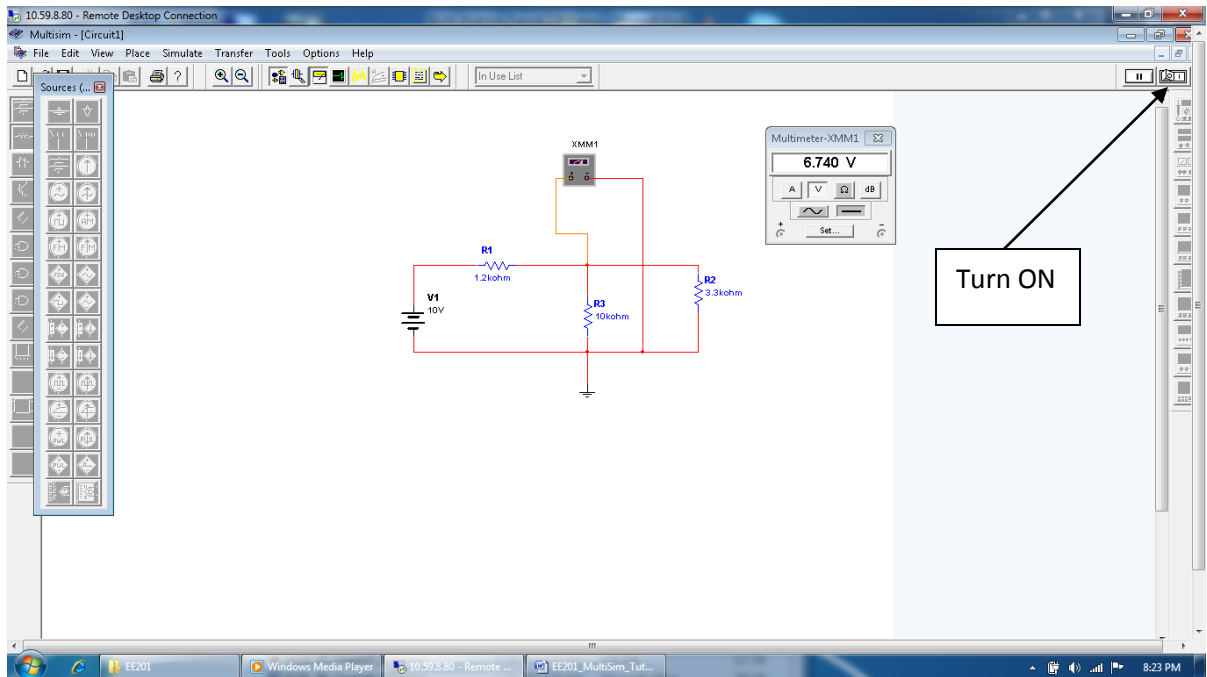 10.59.8.80 - Remote Desktop Connection
Multisim - [Circuit1]
File Edit View Place Simulate Transfer Tools Options Help
In Use List
Sources (...
XMM1
Multimeter-XMM1
6.740 V
A V Ω dB
Set...
Turn ON
R1
1.2kohm
V1
10V
R3
10kohm
R2
3.3kohm
AM
FM
EE201
Windows Media Player
10.59.8.80 - Remote ...
EE201_MultiSim_Tut...
8:23 PM